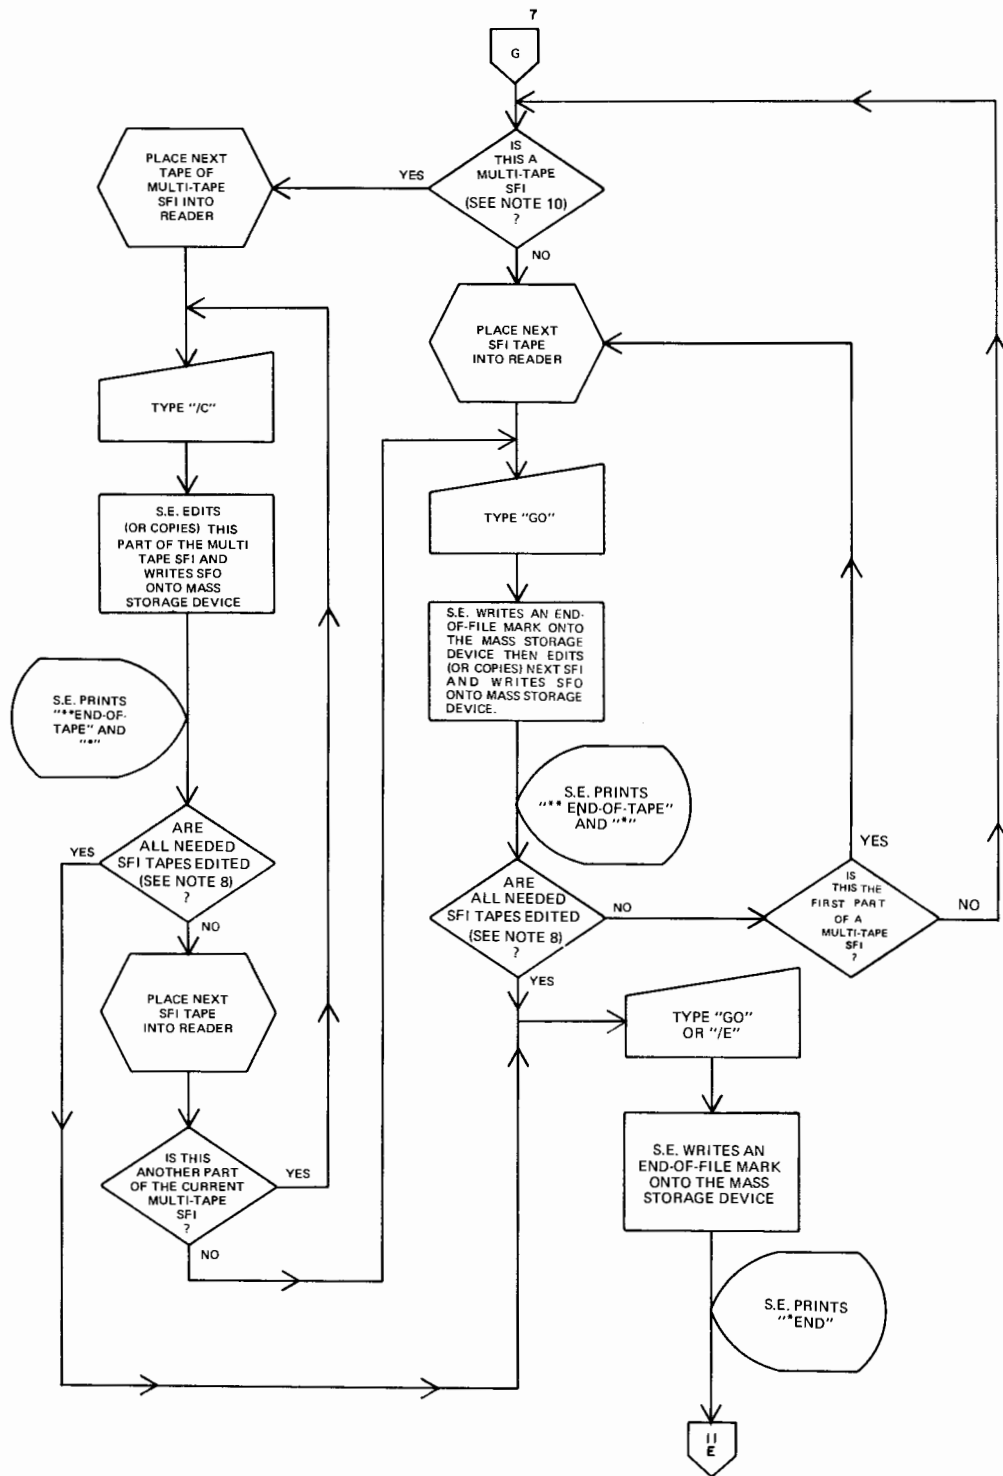 7
G
IS
THIS A
MULTI-TAPE
SFI
(SEE NOTE 10)
?
YES
NO
PLACE NEXT
TAPE OF
MULTI-TAPE
SFI INTO
READER
TYPE "/C"
S.E. EDITS
(OR COPIES) THIS
PART OF THE MULTI
TAPE SFI AND
WRITES SFO
ONTO MASS
STORAGE DEVICE
S.E. PRINTS
"**END-OF-
TAPE" AND
"*"
ARE
ALL NEEDED
SFI TAPES EDITED
(SEE NOTE 8)
?
YES
NO
PLACE NEXT
SFI TAPE
INTO READER
IS THIS
ANOTHER PART
OF THE CURRENT
MULTI-TAPE
SFI
?
YES
NO
PLACE NEXT
SFI TAPE
INTO READER
TYPE "GO"
S.E. WRITES AN END-
OF-FILE MARK ONTO
THE MASS STORAGE
DEVICE THEN EDITS
(OR COPIES) NEXT SFI
AND WRITES SFO
ONTO MASS STORAGE
DEVICE.
S.E. PRINTS
"** END-OF-TAPE"
AND "*"
ARE
ALL NEEDED
SFI TAPES EDITED
(SEE NOTE 8)
?
NO
YES
IS
THIS THE
FIRST PART
OF A
MULTI-TAPE
SFI
?
YES
NO
TYPE "GO"
OR "/E"
S.E. WRITES AN
END-OF-FILE MARK
ONTO THE MASS
STORAGE DEVICE
S.E. PRINTS
"*END"
11
E